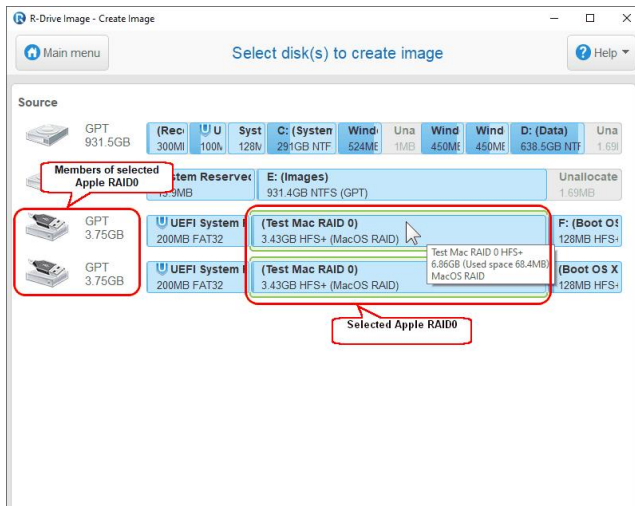 R-Drive Image - Create Image
Main menu
Select disk(s) to create image
Help
Source
GPT
931.5GB
(Rec
300MI
U
100N
Syst
128N
C: (System
291GB NTF
Wind
524ME
Una
1MB
Wind
450ME
Wind
450ME
D: (Data)
638.5GB NTF
Una
1.69
Members of selected
Apple RAID0
stem Reserved
E: (Images)
931.4GB NTFS (GPT)
Unallocate
1.69MB
GPT
3.75GB
UEFI System
200MB FAT32
(Test Mac RAID 0)
3.43GB HFS+ (MacOS RAID)
F: (Boot OS
128MB HFS+
Test Mac RAID 0 HFS+
6.86GB (Used space 68.4MB)
MacOS RAID
GPT
3.75GB
UEFI System
200MB FAT32
(Test Mac RAID 0)
3.43GB HFS+ (MacOS RAID)
(Boot OS X
128MB HFS+
Selected Apple RAID0